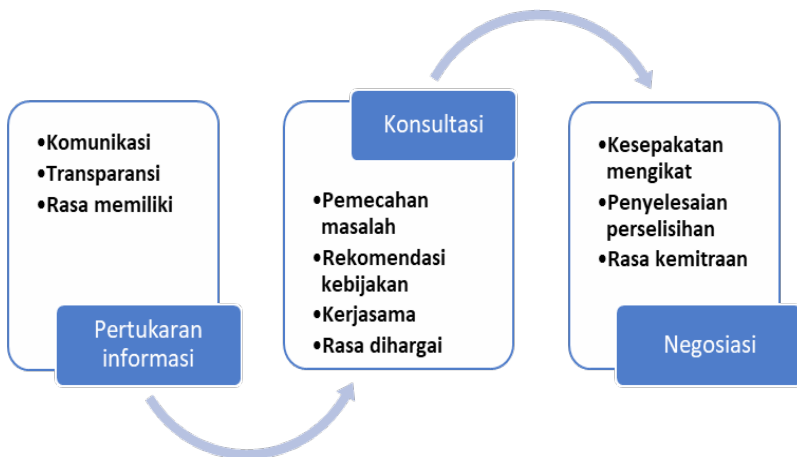 •Komunikasi
•Transparansi
•Rasa memiliki
Pertukaran
informasi
Konsultasi
•Pemecahan
masalah
•Rekomendasi
kebijakan
•Kerjasama
•Rasa dihargai
•Kesepakatan
mengikat
•Penyelesaian
perselisihan
•Rasa kemitraan
Negosiasi